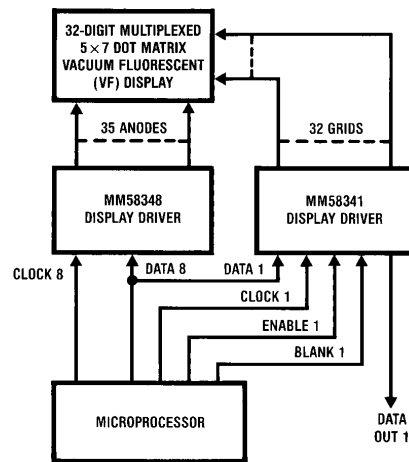 32-DIGIT MULTIPLEXED
5 × 7 DOT MATRIX
VACUUM FLUORESCENT
(VF) DISPLAY
35 ANODES
32 GRIDS
MM58348
DISPLAY DRIVER
MM58341
DISPLAY DRIVER
CLOCK 8
DATA 8
DATA 1
CLOCK 1
ENABLE 1
BLANK 1
MICROPROCESSOR
DATA
OUT 1